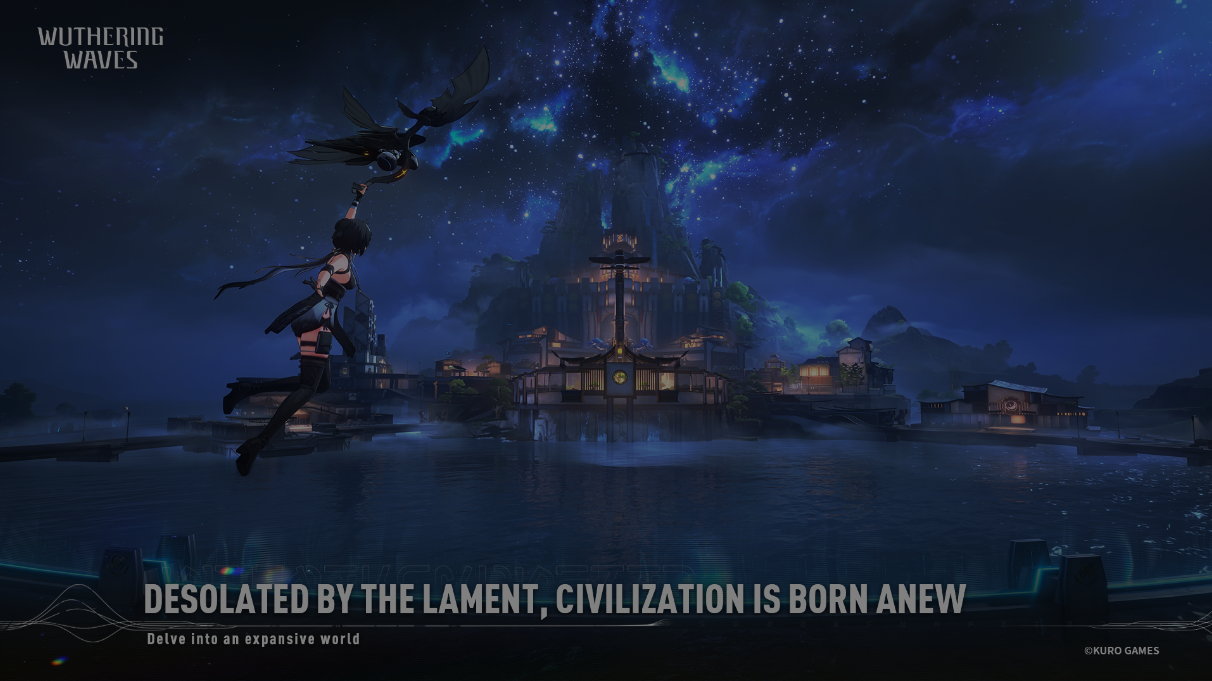 WUTHERING
WAVES
DESOLATED BY THE LAMENT, CIVILIZATION IS BORN ANEW
Delve into an expansive world
©KURO GAMES